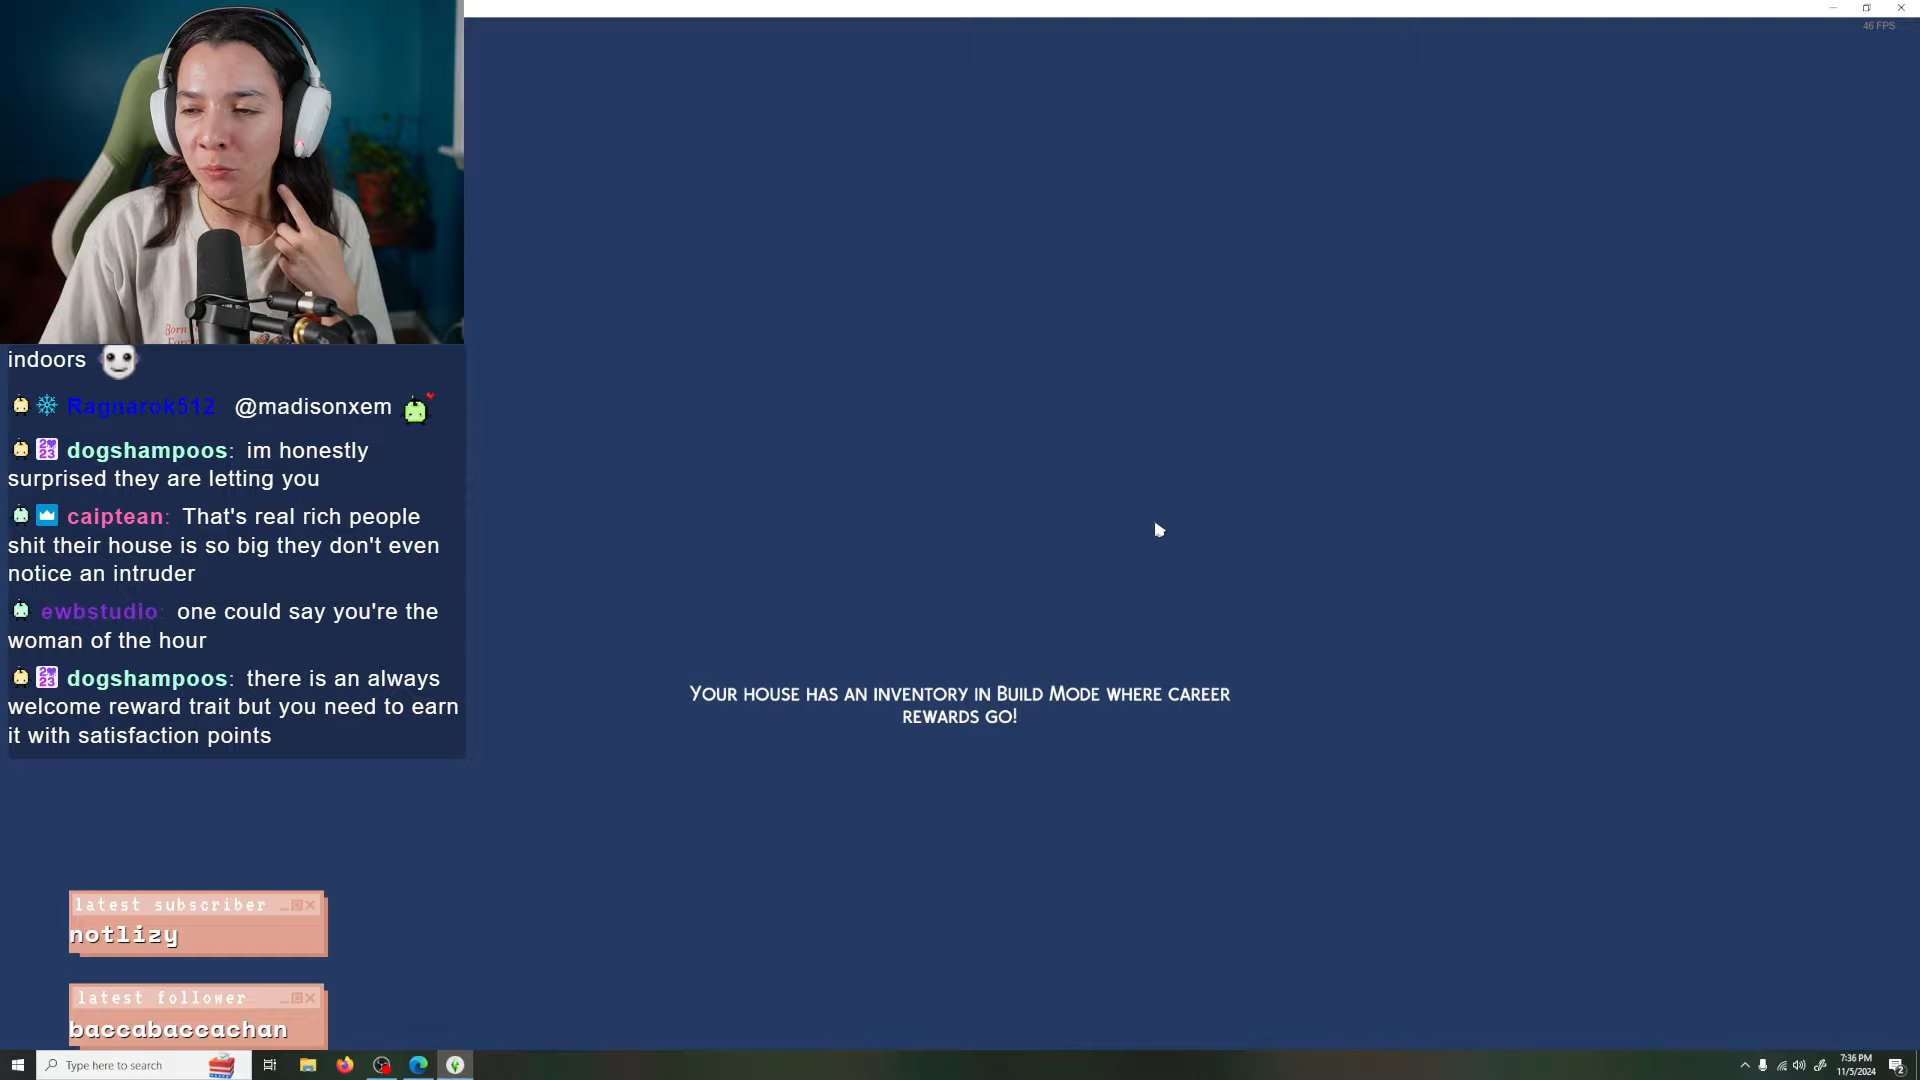 46 FPS
Born
indoors
Ragnarok512 @madisonxem
dogshampoos: im honestly
surprised they are letting you
caiptean: That's real rich people
shit their house is so big they don't even
notice an intruder
ewbstudio: one could say you're the
woman of the hour
dogshampoos: there is an always
welcome reward trait but you need to earn
it with satisfaction points
Your house has an inventory in Build Mode where career
rewards go!
latest subscriber
notlizy
latest follower
baccabaccachan
Type here to search
7:36 PM
11/5/2024
2